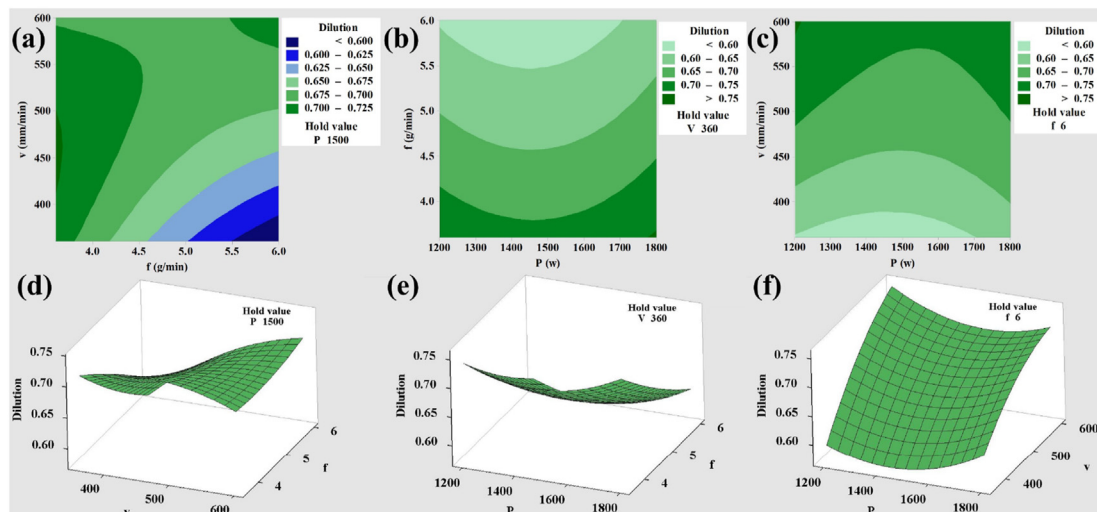 (a)
v (mm/min)
600
550
500
450
400
4.0 4.5 5.0 5.5 6.0
f (g/min)
Dilution
< 0.600
0.600 – 0.625
0.625 – 0.650
0.650 – 0.675
0.675 – 0.700
0.700 – 0.725
Hold value
P 1500
(b)
f (g/min)
6.0
5.5
5.0
4.5
4.0
1200 1300 1400 1500 1600 1700 1800
P (w)
Dilution
< 0.60
0.60 – 0.65
0.65 – 0.70
0.70 – 0.75
> 0.75
Hold value
V 360
(c)
v (mm/min)
600
550
500
450
400
1200 1300 1400 1500 1600 1700 1800
P (w)
Dilution
< 0.60
0.60 – 0.65
0.65 – 0.70
0.70 – 0.75
> 0.75
Hold value
f 6
(d)
Hold value
P 1500
Dilution
0.75
0.70
0.65
0.60
400
500
600
4
5
6
f
(e)
Hold value
V 360
Dilution
0.75
0.70
0.65
0.60
1200
1400
1600
1800
P
4
5
6
f
(f)
Hold value
f 6
Dilution
0.75
0.70
0.65
0.60
1200
1400
1600
1800
P
400
500
600
v